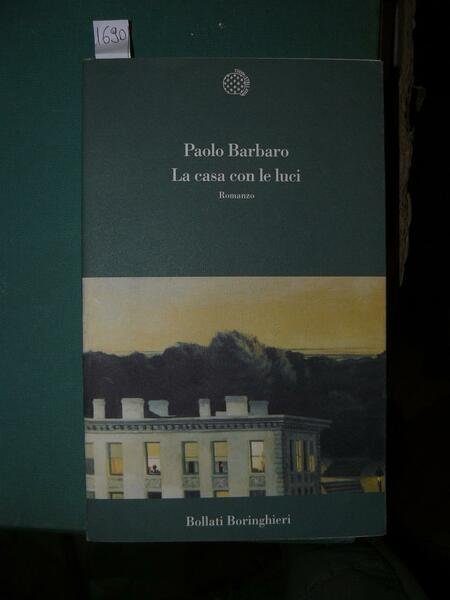 1690
Paolo Barbaro
La casa con le luci
Romanzo
Bollati Boringhieri